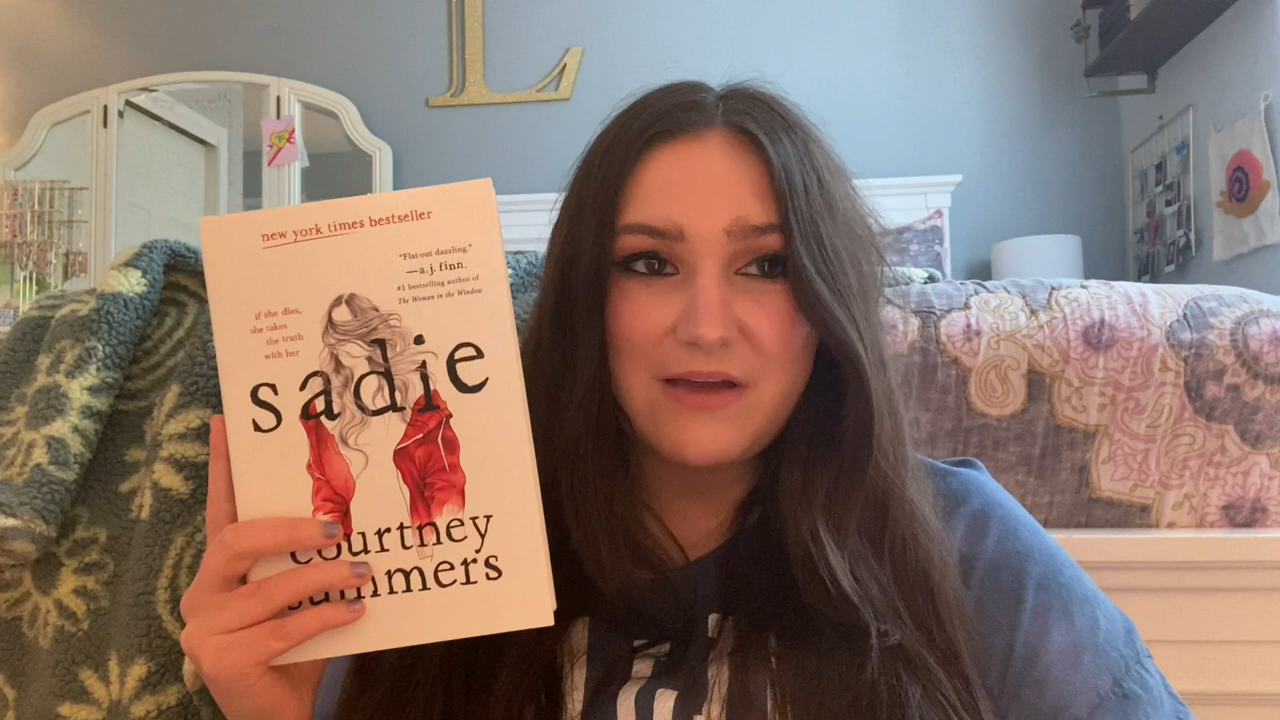 L
new york times bestseller
"Flat-out dazzling."
—a.j. finn,
#1 bestselling author of
The Woman in the Window
if she dies,
she takes
the truth
with her
sadie
courtney
summers